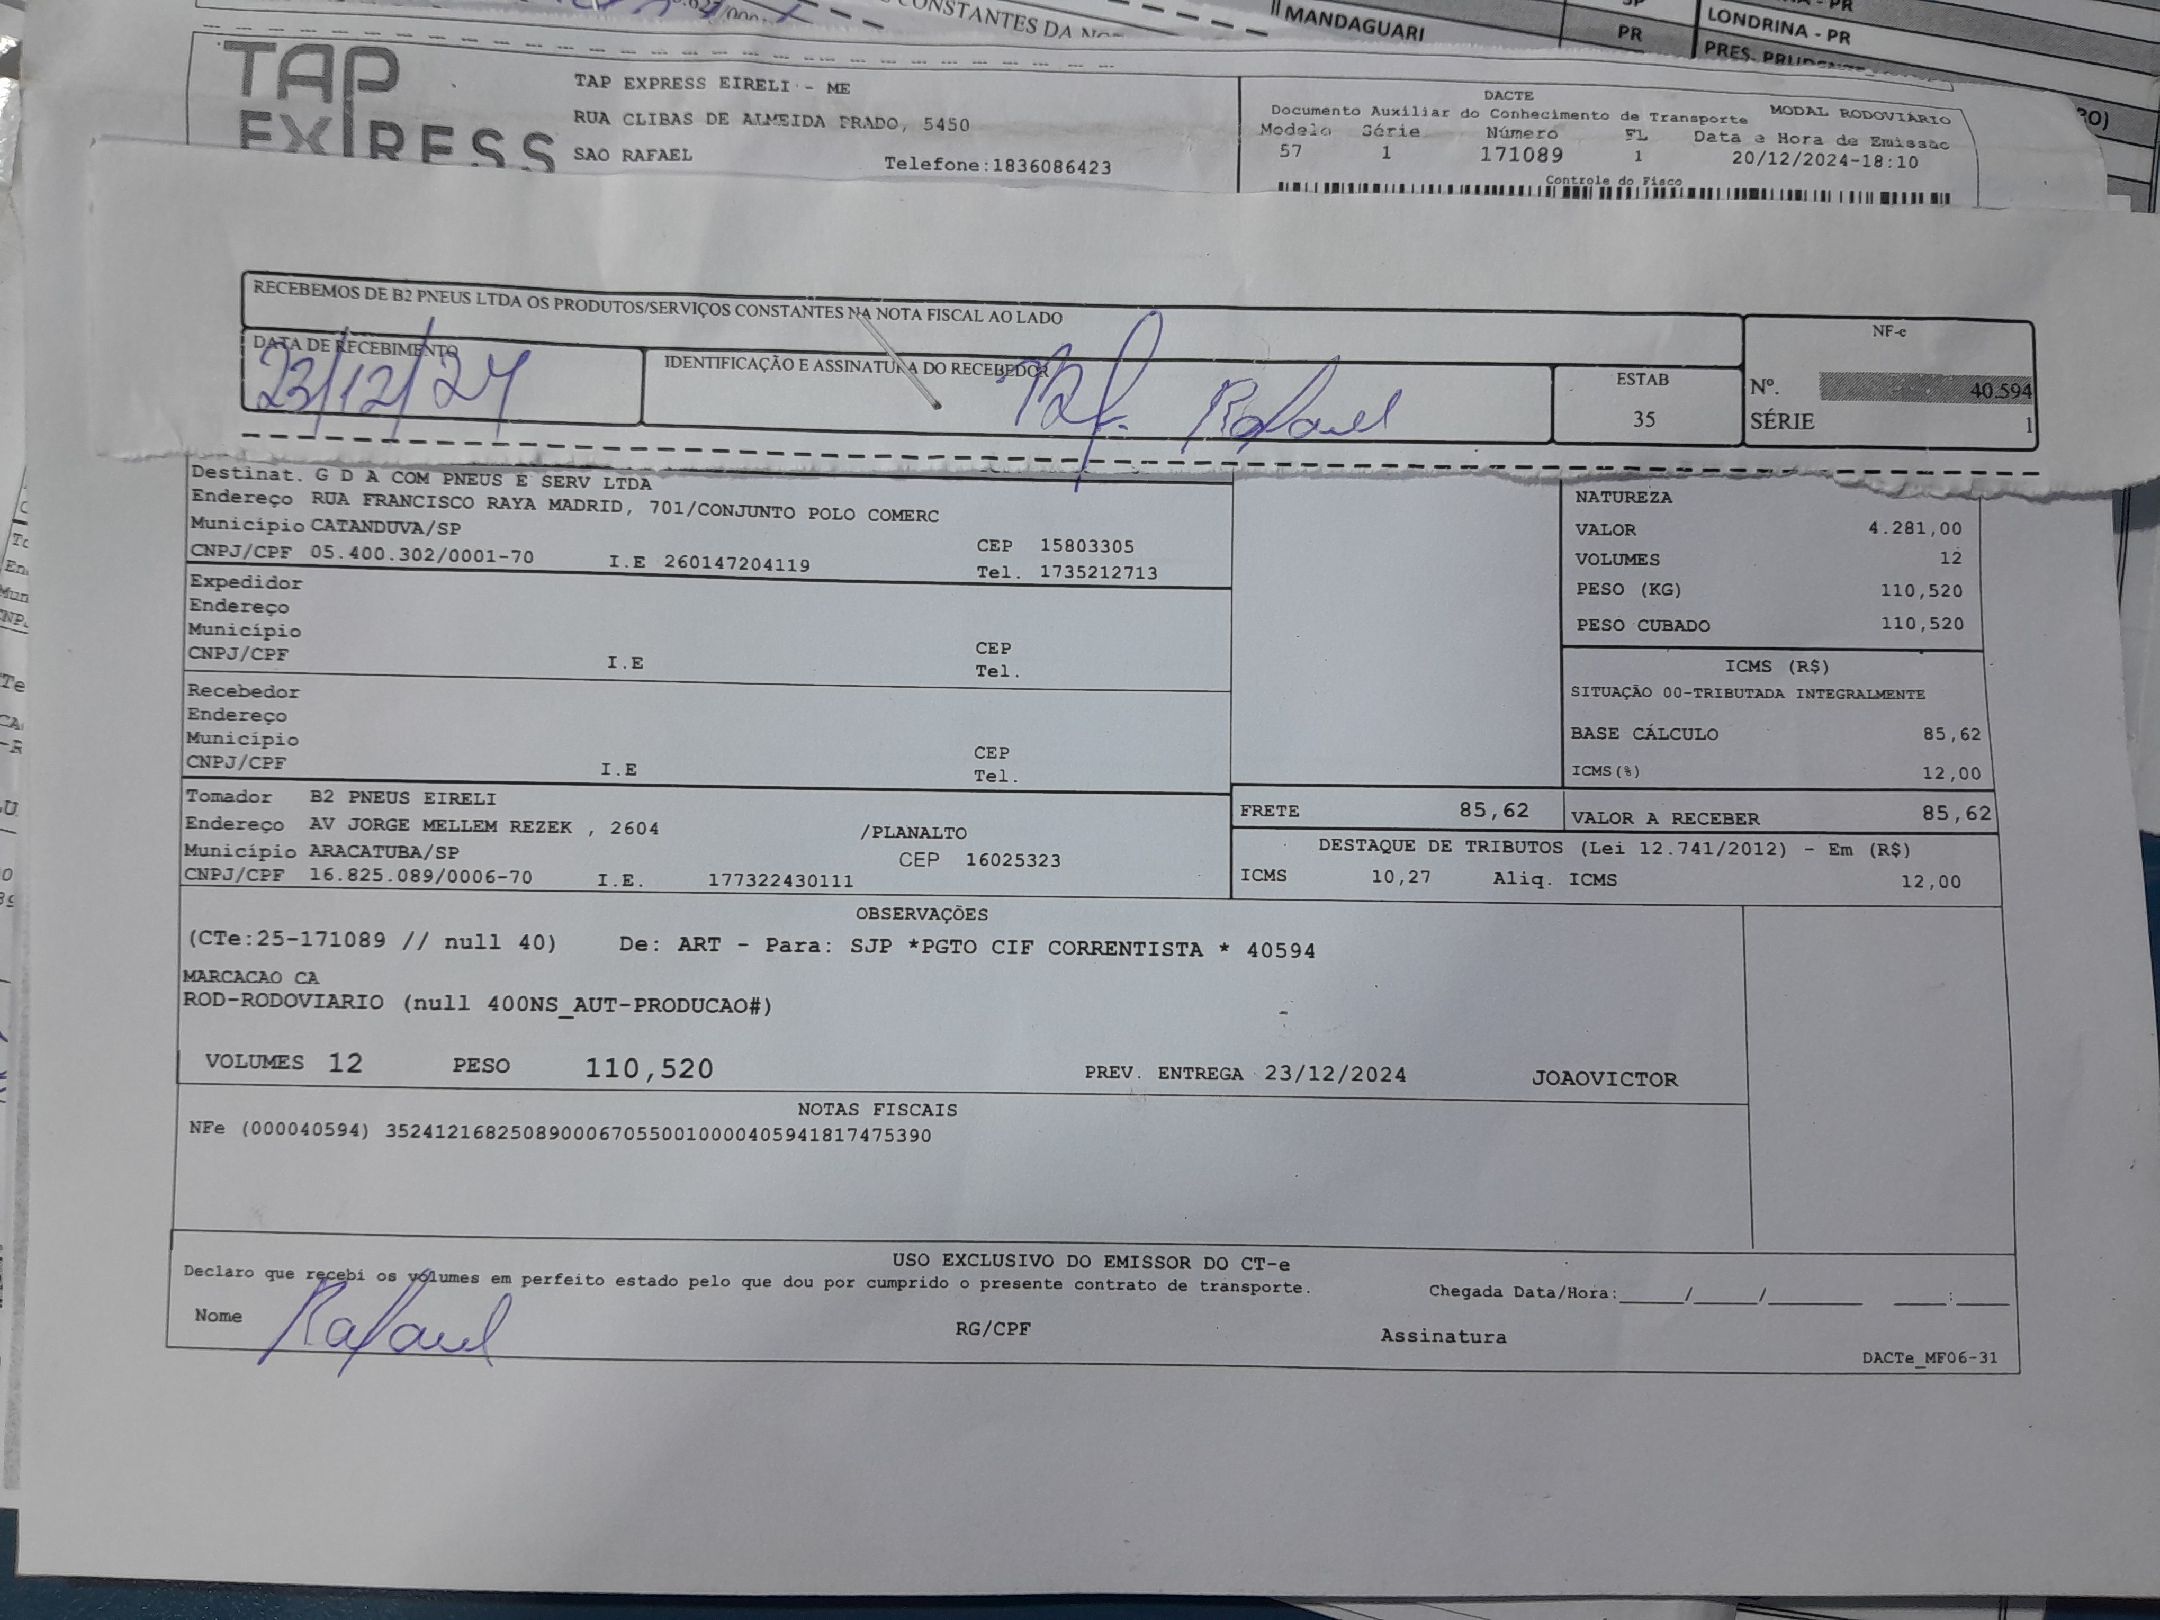 CONSTANTES DA
MANDAGUARI
PR
LONDRINA - PR
PRES. PRUDENTE
TAP
EXPRESS
TAP EXPRESS EIRELI - ME
RUA CLIBAS DE ALMEIDA PRADO, 5450
SAO RAFAEL Telefone:1836086423
DACTE
Documento Auxiliar do Conhecimento de Transporte MODAL RODOVIÁRIO
Modelo Série Número FL Data e Hora de Emissão
57 1 171089 1 20/12/2024-18:10
Controle do Fisco
RECEBEMOS DE B2 PNEUS LTDA OS PRODUTOS/SERVIÇOS CONSTANTES NA NOTA FISCAL AO LADO
DATA DE RECEBIMENTO
23/12/24
IDENTIFICAÇÃO E ASSINATURA DO RECEBEDOR
Rafael
ESTAB
35
NF-e
Nº. 40.594
SÉRIE 1
Destinat. G D A COM PNEUS E SERV LTDA
Endereço RUA FRANCISCO RAYA MADRID, 701/CONJUNTO POLO COMERC
Município CATANDUVA/SP CEP 15803305
CNPJ/CPF 05.400.302/0001-70 I.E 260147204119 Tel. 1735212713
Expedidor
Endereço
Município CEP
CNPJ/CPF I.E Tel.
Recebedor
Endereço
Município CEP
CNPJ/CPF I.E Tel.
Tomador B2 PNEUS EIRELI
Endereço AV JORGE MELLEM REZEK , 2604 /PLANALTO
Município ARACATUBA/SP CEP 16025323
CNPJ/CPF 16.825.089/0006-70 I.E. 177322430111
NATUREZA
VALOR 4.281,00
VOLUMES 12
PESO (KG) 110,520
PESO CUBADO 110,520
ICMS (R$)
SITUAÇÃO 00-TRIBUTADA INTEGRALMENTE
BASE CÁLCULO 85,62
ICMS(%) 12,00
FRETE 85,62 VALOR A RECEBER 85,62
DESTAQUE DE TRIBUTOS (Lei 12.741/2012) - Em (R$)
ICMS 10,27 Aliq. ICMS 12,00
OBSERVAÇÕES
(CTe:25-171089 // null 40) De: ART - Para: SJP *PGTO CIF CORRENTISTA * 40594
MARCACAO CA
ROD-RODOVIARIO (null 400NS_AUT-PRODUCAO#)
VOLUMES 12 PESO 110,520 PREV. ENTREGA 23/12/2024 JOAOVICTOR
NOTAS FISCAIS
NFe (000040594) 35241216825089000670550010000405941817475390
USO EXCLUSIVO DO EMISSOR DO CT-e
Declaro que recebi os volumes em perfeito estado pelo que dou por cumprido o presente contrato de transporte. Chegada Data/Hora:_____/_____/________ ____:____
Nome Rafael RG/CPF Assinatura
DACTe_MF06-31